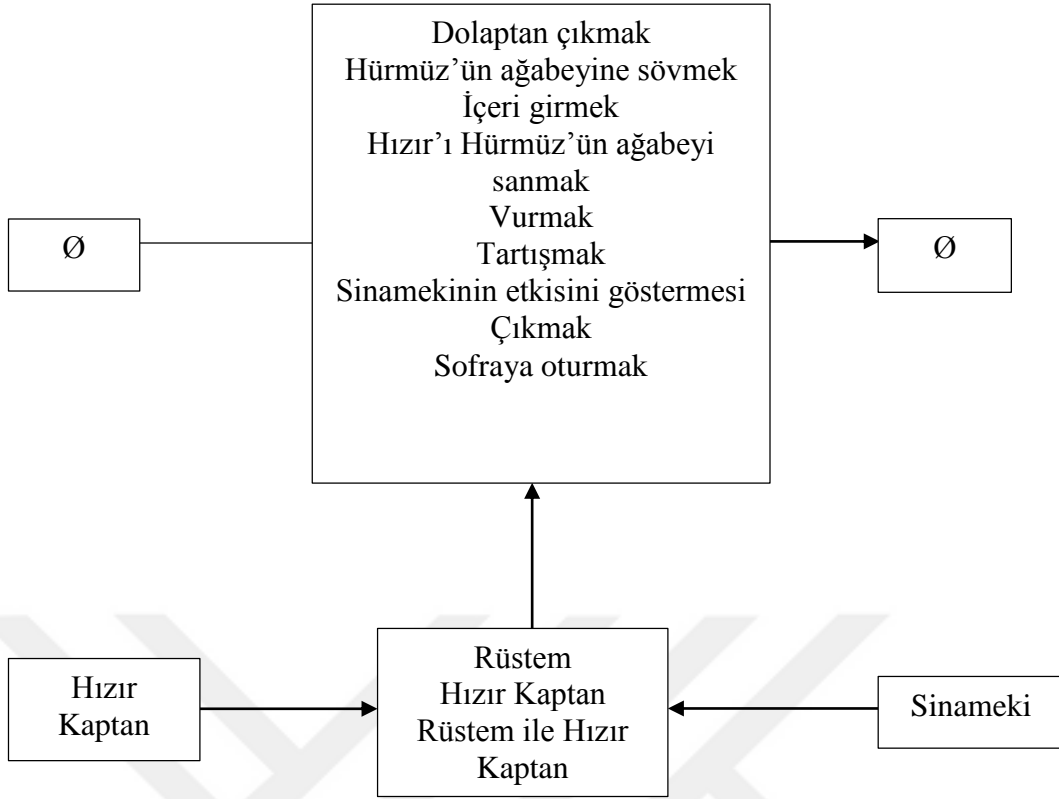 Dolaptan çıkmak
Hürmüz’ün ağabeyine sövmek
İçeri girmek
Hızır’ı Hürmüz’ün ağabeyi
sanmak
Vurmak
Tartışmak
Sinamekinin etkisini göstermesi
Çıkmak
Sofraya oturmak
Ø
Ø
Hızır
Kaptan
Rüstem
Hızır Kaptan
Rüstem ile Hızır
Kaptan
Sinameki